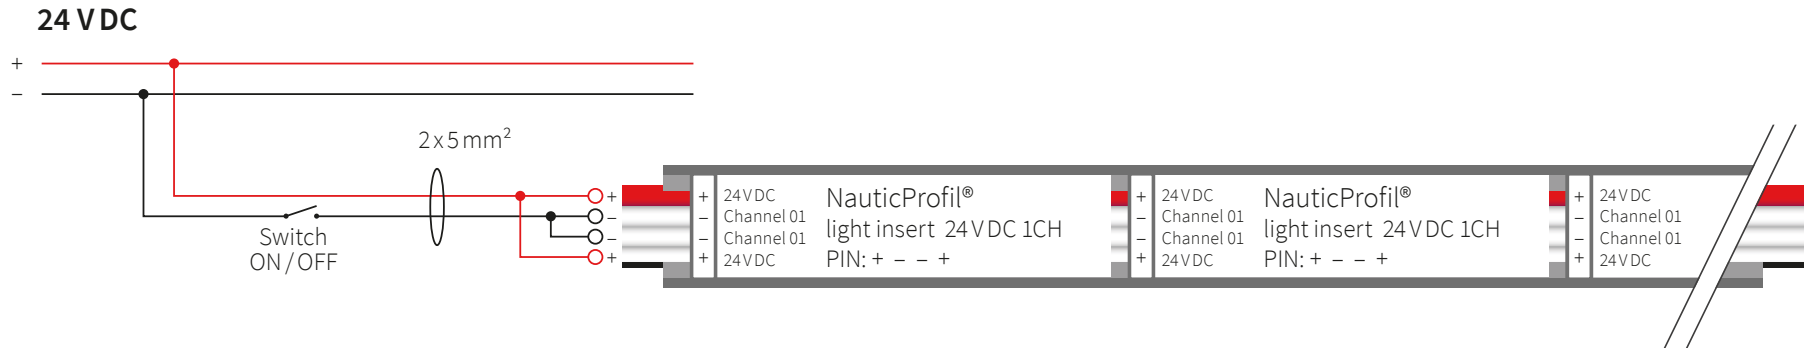 24 V DC
+
–
2 x 5 mm²
Switch
ON / OFF
+
–
–
+
+
–
–
+
24 V DC
Channel 01
Channel 01
24 V DC
NauticProfil®
light insert 24 V DC 1CH
PIN: + – – +
+
–
–
+
24 V DC
Channel 01
Channel 01
24 V DC
NauticProfil®
light insert 24 V DC 1CH
PIN: + – – +
+
–
–
+
24 V DC
Channel 01
Channel 01
24 V DC